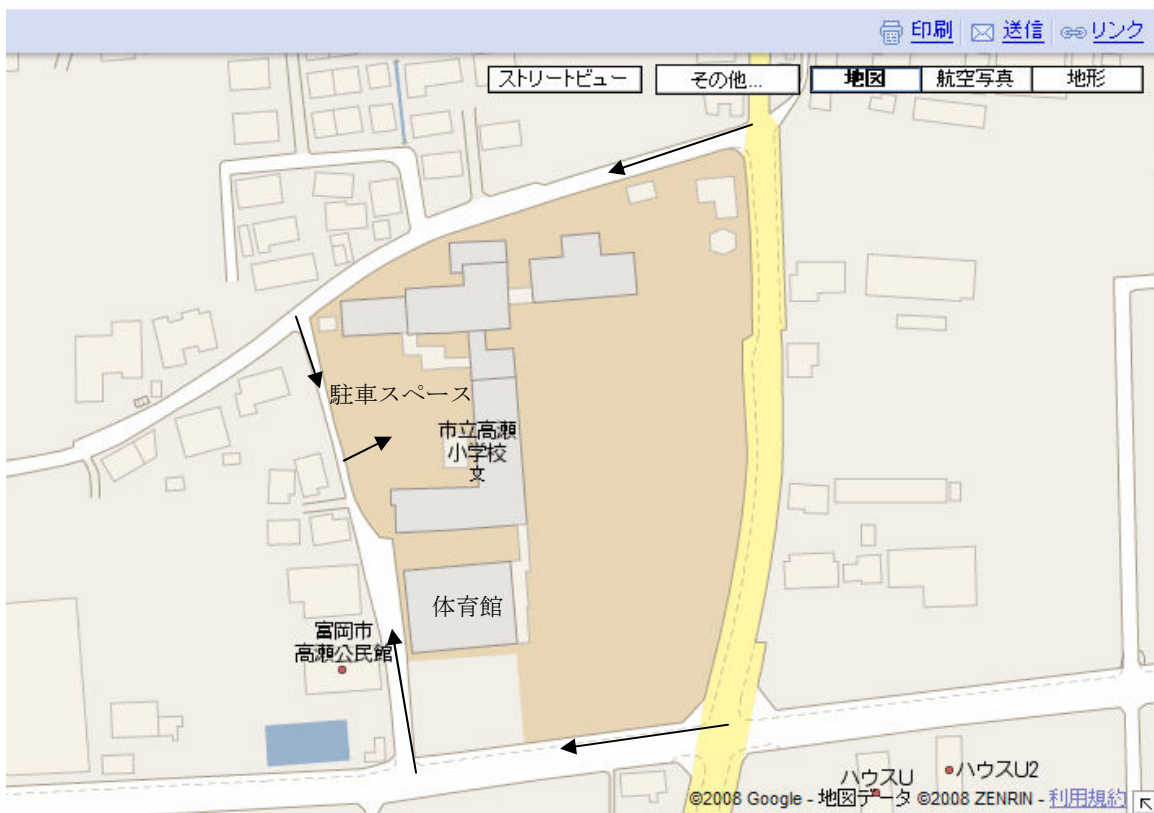 印刷 送信 リンク
ストリートビュー その他... 地図 航空写真 地形
駐車スペース
市立高瀬
小学校
文
体育館
富岡市
高瀬公民館
ハウスU
ハウスU2
©2008 Google - 地図データ ©2008 ZENRIN - 利用規約